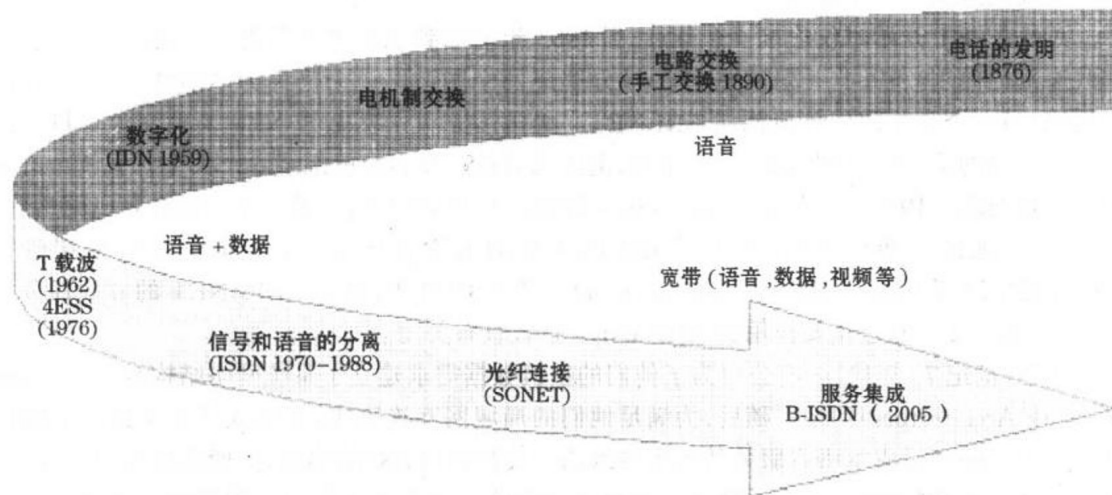 电话的发明
(1876)
电路交换
(手工交换 1890)
电机制交换
数字化
(IDN 1959)
语音
语音 + 数据
T 载波
(1962)
4ESS
(1976)
信号和语音的分离
(ISDN 1970-1988)
光纤连接
(SONET)
宽带 (语音,数据,视频等)
服务集成
B-ISDN ( 2005 )